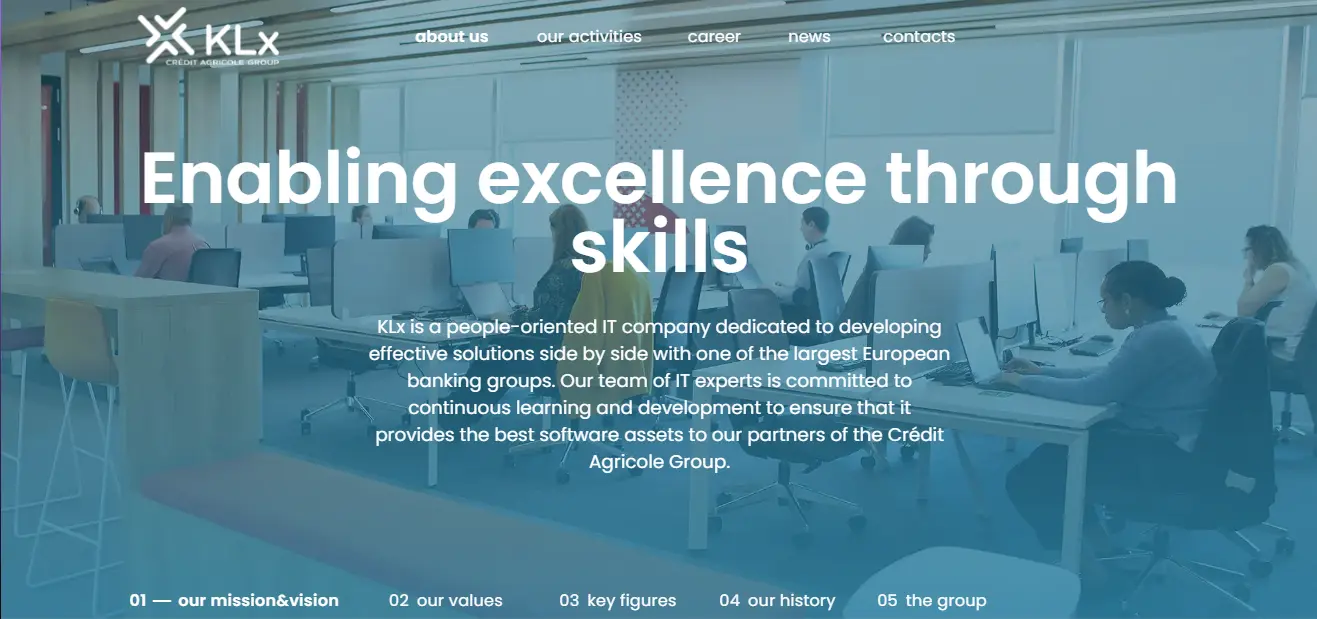 KLx
CRÉDIT AGRICOLE GROUP
about us our activities career news contacts
Enabling excellence through
skills
KLx is a people-oriented IT company dedicated to developing
effective solutions side by side with one of the largest European
banking groups. Our team of IT experts is committed to
continuous learning and development to ensure that it
provides the best software assets to our partners of the Crédit
Agricole Group.
01 — our mission&vision 02 our values 03 key figures 04 our history 05 the group